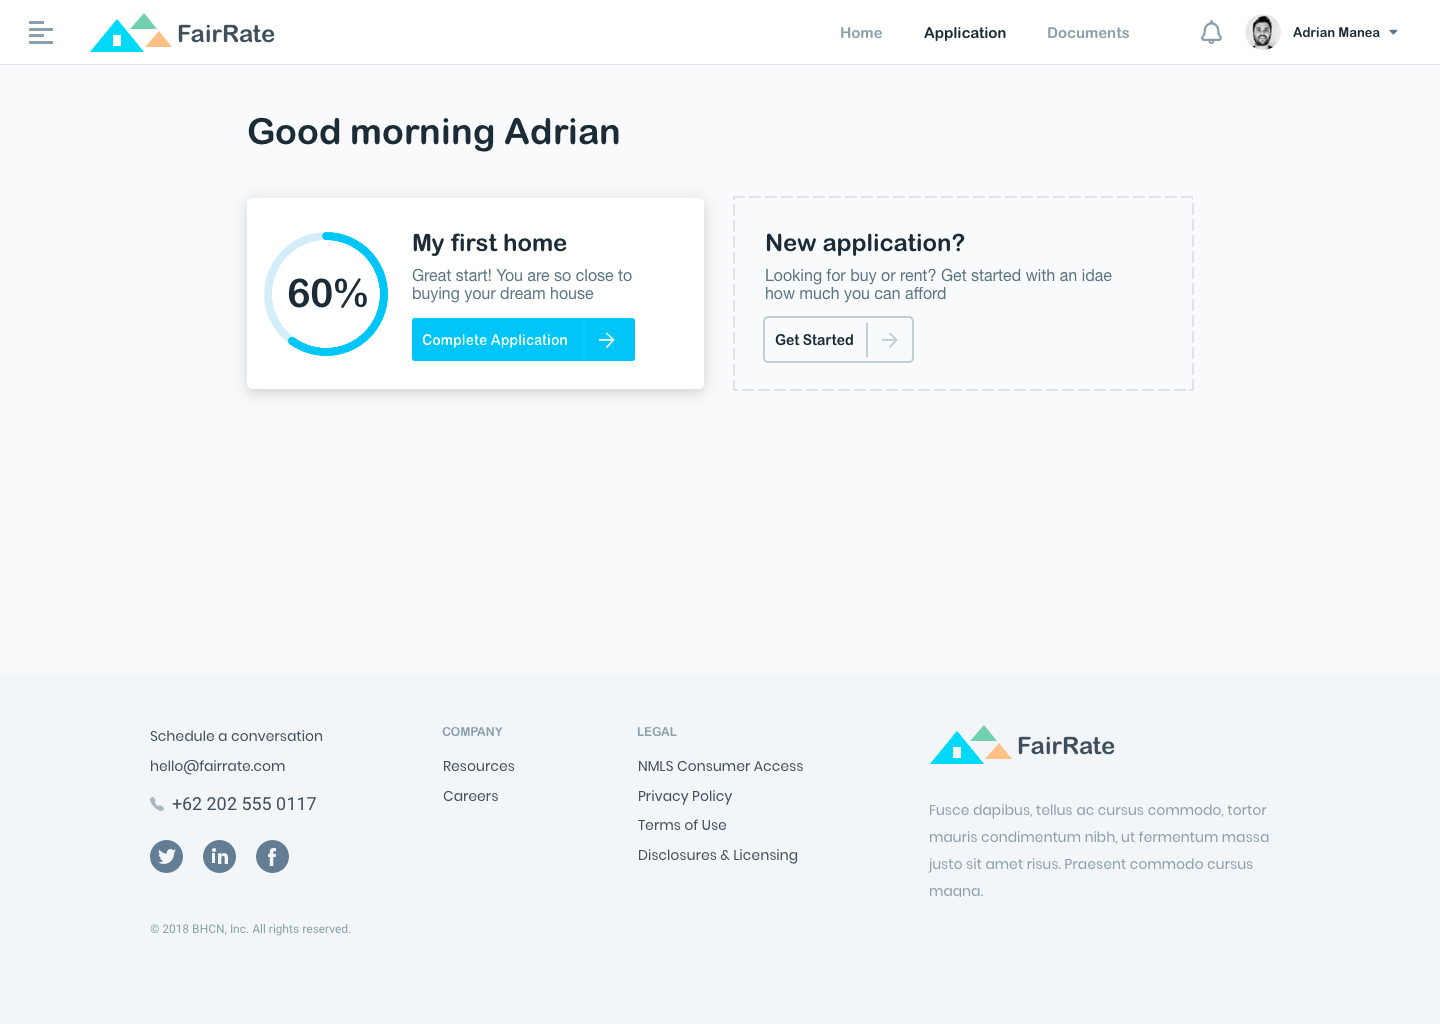 FairRate
Home
Application
Documents
Adrian Manea
Good morning Adrian
60%
My first home
Great start! You are so close to
buying your dream house
Complete Application
New application?
Looking for buy or rent? Get started with an idae
how much you can afford
Get Started
Schedule a conversation
hello@fairrate.com
+62 202 555 0117
© 2018 BHCN, Inc. All rights reserved.
COMPANY
Resources
Careers
LEGAL
NMLS Consumer Access
Privacy Policy
Terms of Use
Disclosures & Licensing
FairRate
Fusce dapibus, tellus ac cursus commodo, tortor
mauris condimentum nibh, ut fermentum massa
justo sit amet risus. Praesent commodo cursus
magna.